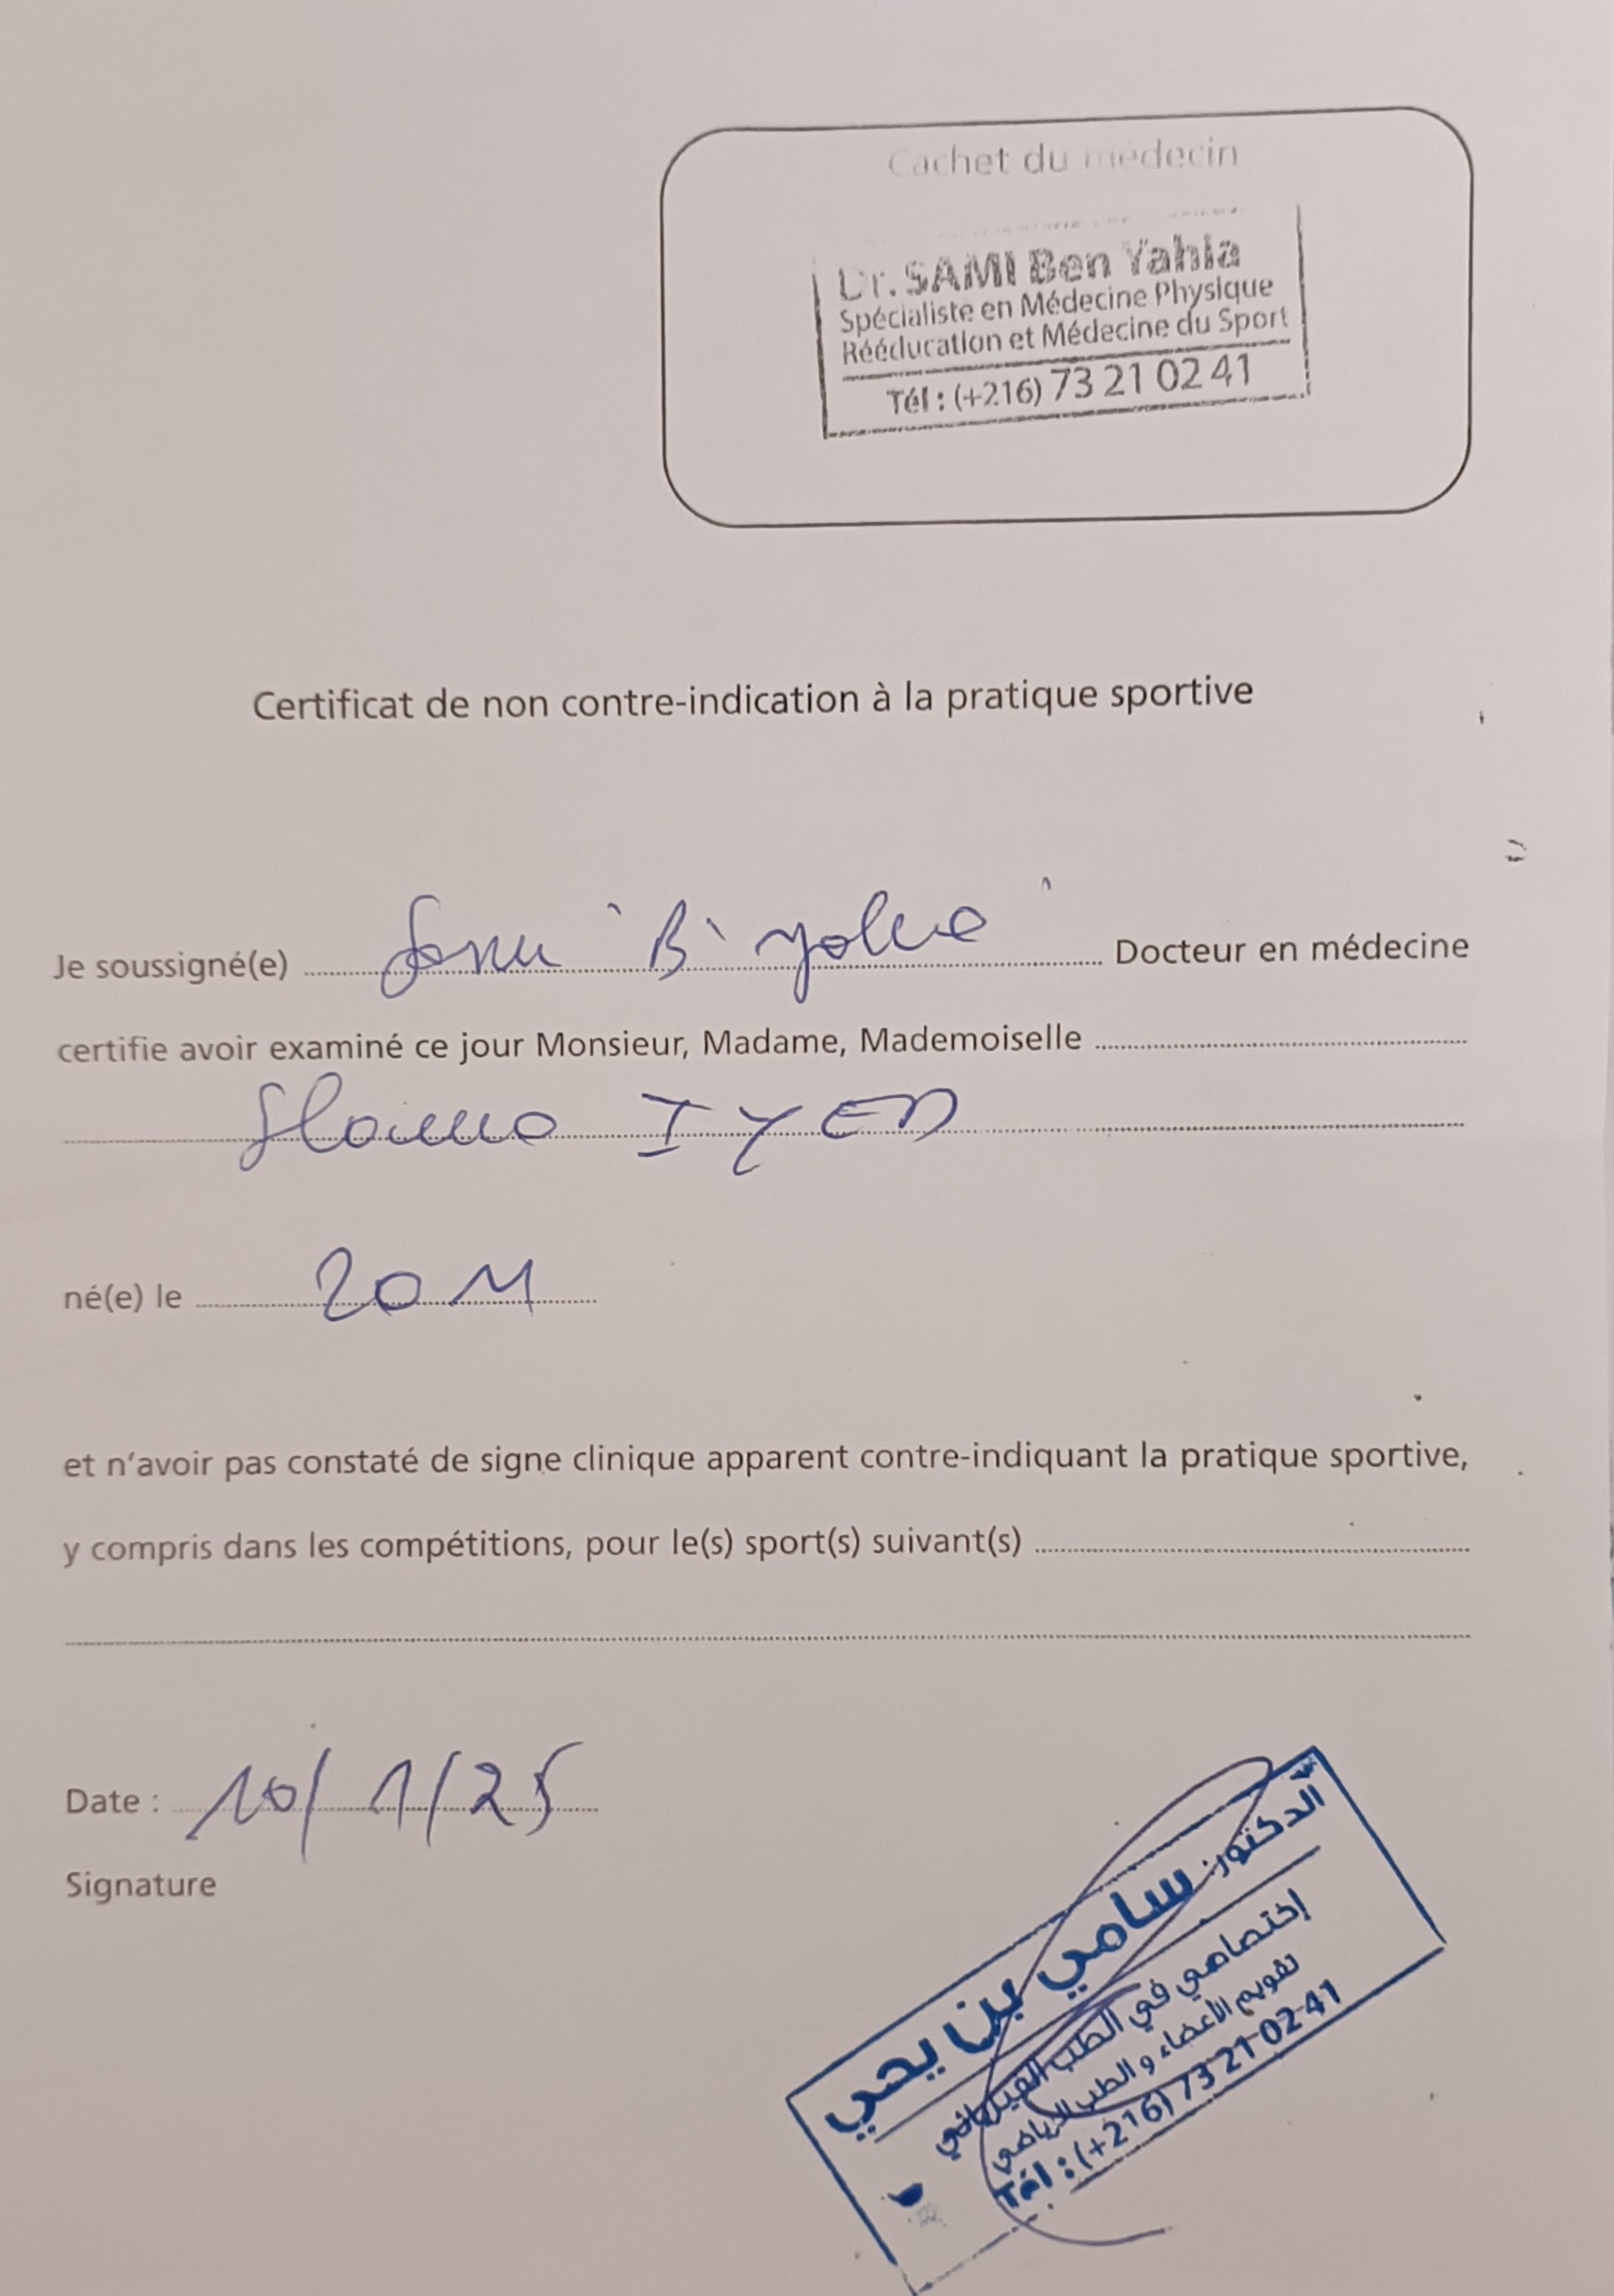 Cachet du médecin
Dr. SAMI Ben Yahia
Spécialiste en Médecine Physique
Rééducation et Médecine du Sport
Tél : (+216) 73 21 02 41
Certificat de non contre-indication à la pratique sportive
Je soussigné(e) Sami B Yahia Docteur en médecine
certifie avoir examiné ce jour Monsieur, Madame, Mademoiselle
IYED
né(e) le 2011
et n'avoir pas constaté de signe clinique apparent contre-indiquant la pratique sportive,
y compris dans les compétitions, pour le(s) sport(s) suivant(s)
Date : 10/1/25
Signature
الدكتور: سامي بن يحي
إختصاصي في الطب الفيزيائي
تقويم الأعضاء و الطب الرياضي
Tél : (+216) 73 21 02 41